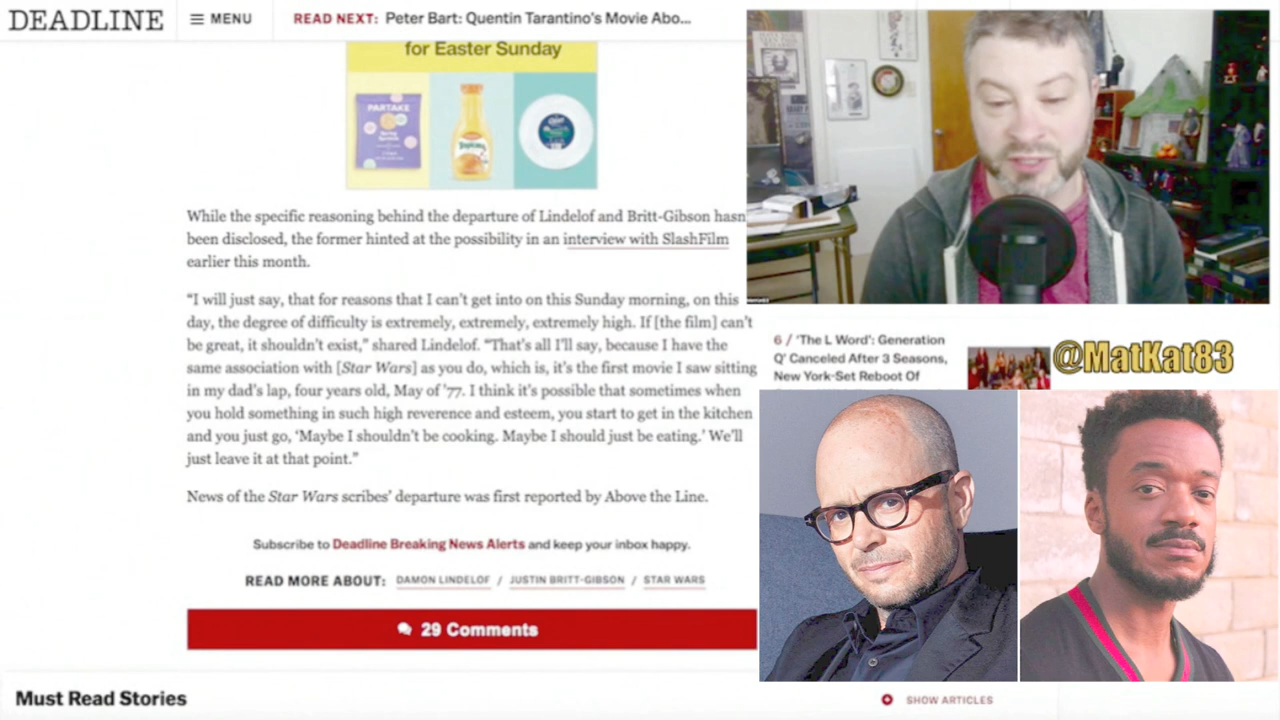 DEADLINE
MENU
READ NEXT: Peter Bart: Quentin Tarantino's Movie Abo...
for Easter Sunday
PARTAKE
Tropicana
While the specific reasoning behind the departure of Lindelof and Britt-Gibson hasn
been disclosed, the former hinted at the possibility in an interview with SlashFilm
earlier this month.
“I will just say, that for reasons that I can’t get into on this Sunday morning, on this
day, the degree of difficulty is extremely, extremely, extremely high. If [the film] can’t
be great, it shouldn’t exist,” shared Lindelof. “That’s all I’ll say, because I have the
same association with [Star Wars] as you do, which is, it’s the first movie I saw sitting
in my dad’s lap, four years old, May of ’77. I think it’s possible that sometimes when
you hold something in such high reverence and esteem, you start to get in the kitchen
and you just go, ‘Maybe I shouldn’t be cooking. Maybe I should just be eating.’ We’ll
just leave it at that point.”
News of the Star Wars scribes’ departure was first reported by Above the Line.
Subscribe to Deadline Breaking News Alerts and keep your inbox happy.
READ MORE ABOUT: DAMON LINDELOF / JUSTIN BRITT-GIBSON / STAR WARS
29 Comments
Must Read Stories
SHOW ARTICLES
6 / 'The L Word': Generation
Q' Canceled After 3 Seasons,
New York-Set Reboot Of
@MatKat83